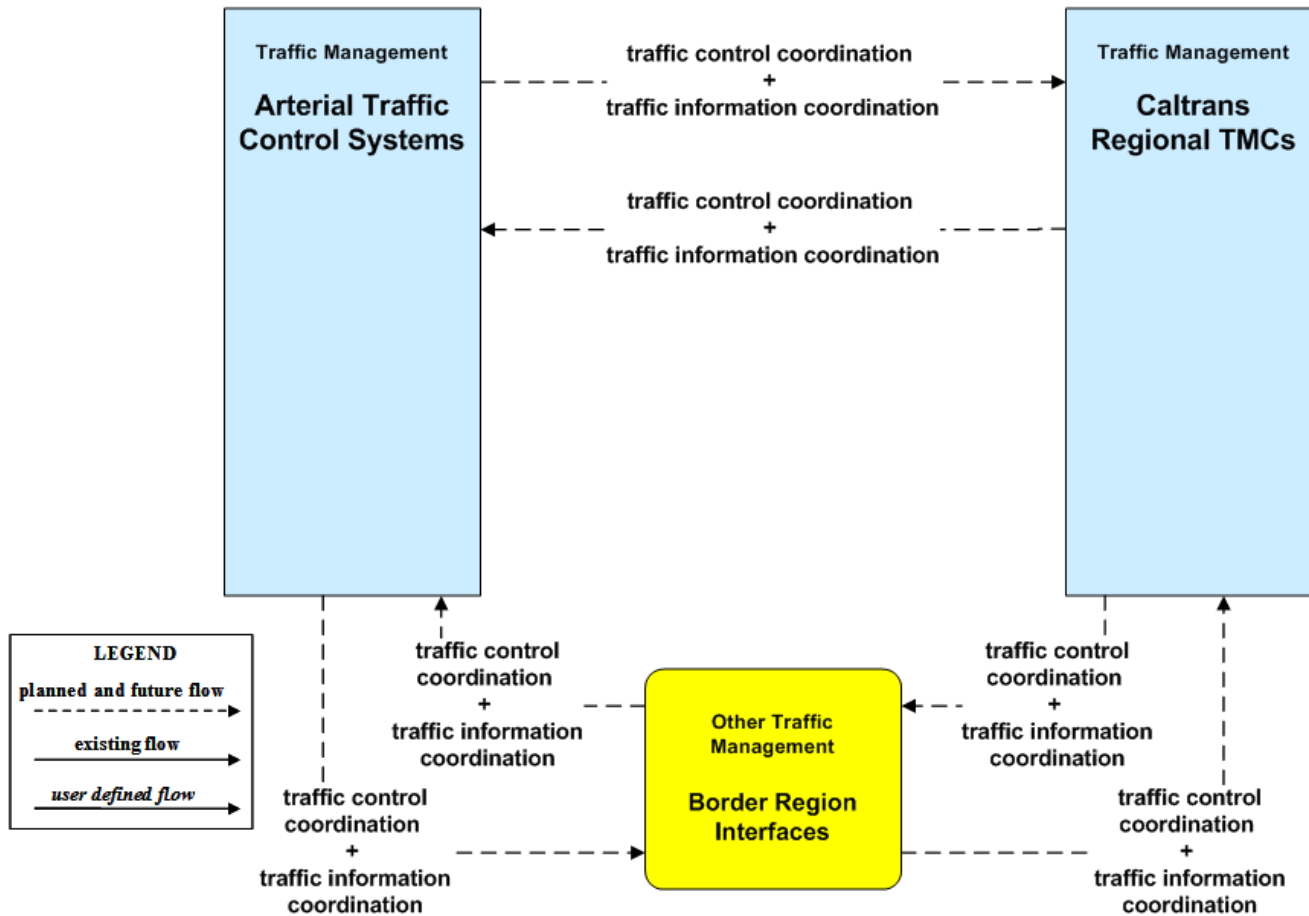 Traffic Management
Arterial Traffic
Control Systems
traffic control coordination
+
traffic information coordination
Traffic Management
Caltrans
Regional TMCs
traffic control coordination
+
traffic information coordination
LEGEND
planned and future flow
existing flow
user defined flow
traffic control
coordination
+
traffic information
coordination
traffic control
coordination
+
traffic information
coordination
Other Traffic
Management
Border Region
Interfaces
traffic control
coordination
+
traffic information
coordination
traffic control
coordination
+
traffic information
coordination